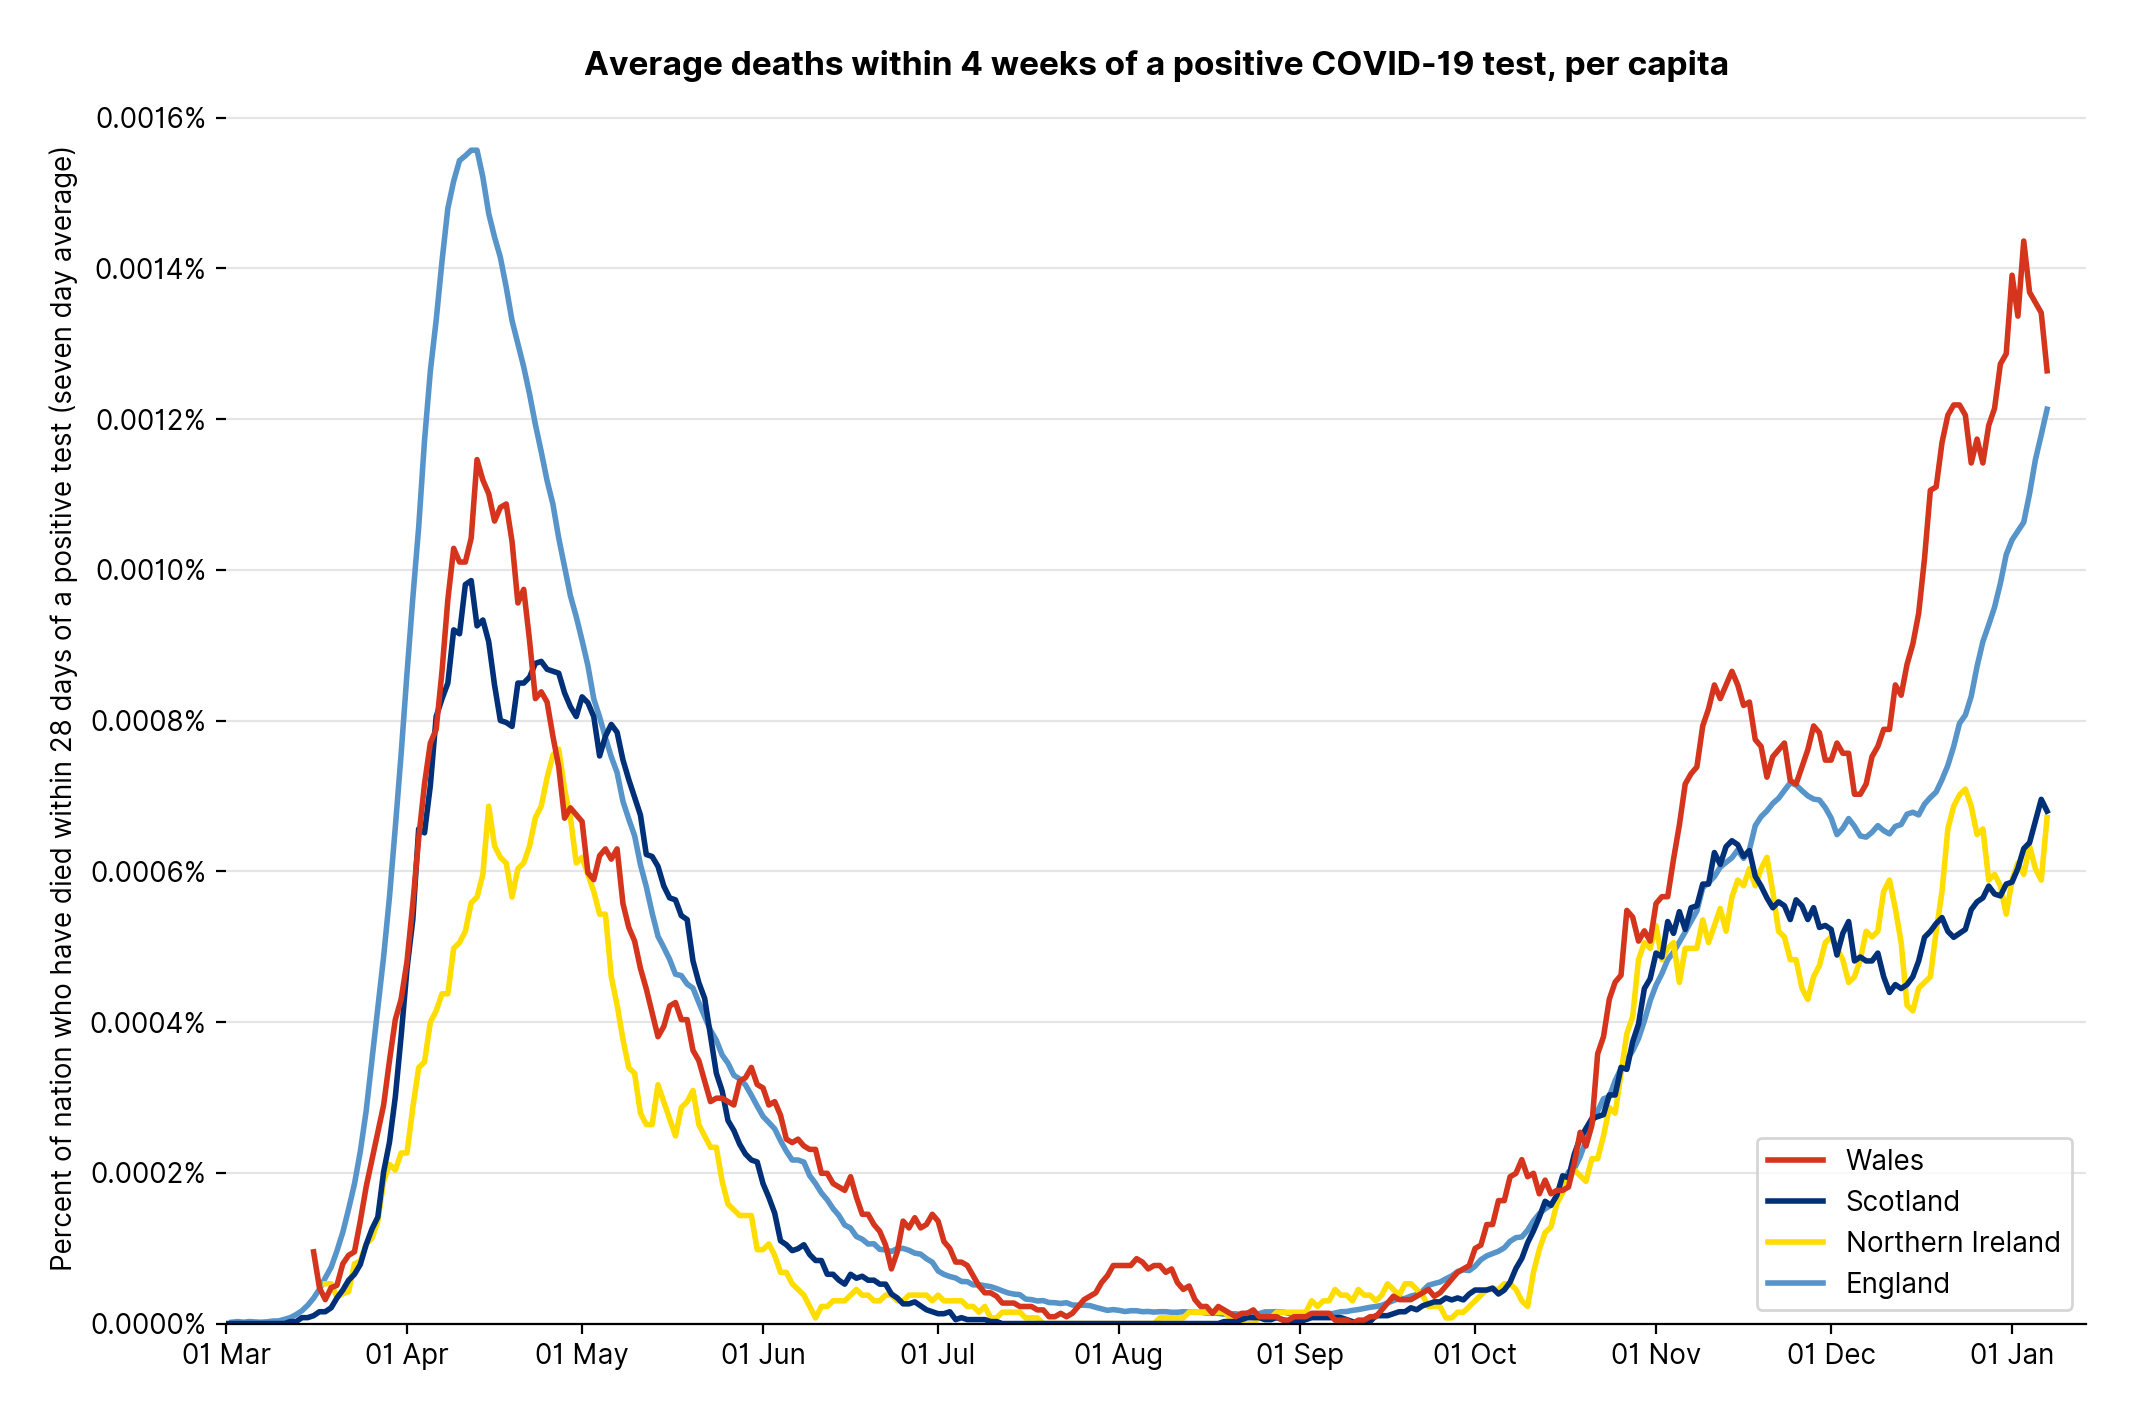 Average deaths within 4 weeks of a positive COVID-19 test, per capita
Percent of nation who have died within 28 days of a positive test (seven day average)
0.0016%
0.0014%
0.0012%
0.0010%
0.0008%
0.0006%
0.0004%
0.0002%
0.0000%
01 Mar
01 Apr
01 May
01 Jun
01 Jul
01 Aug
01 Sep
01 Oct
01 Nov
01 Dec
01 Jan
Wales
Scotland
Northern Ireland
England